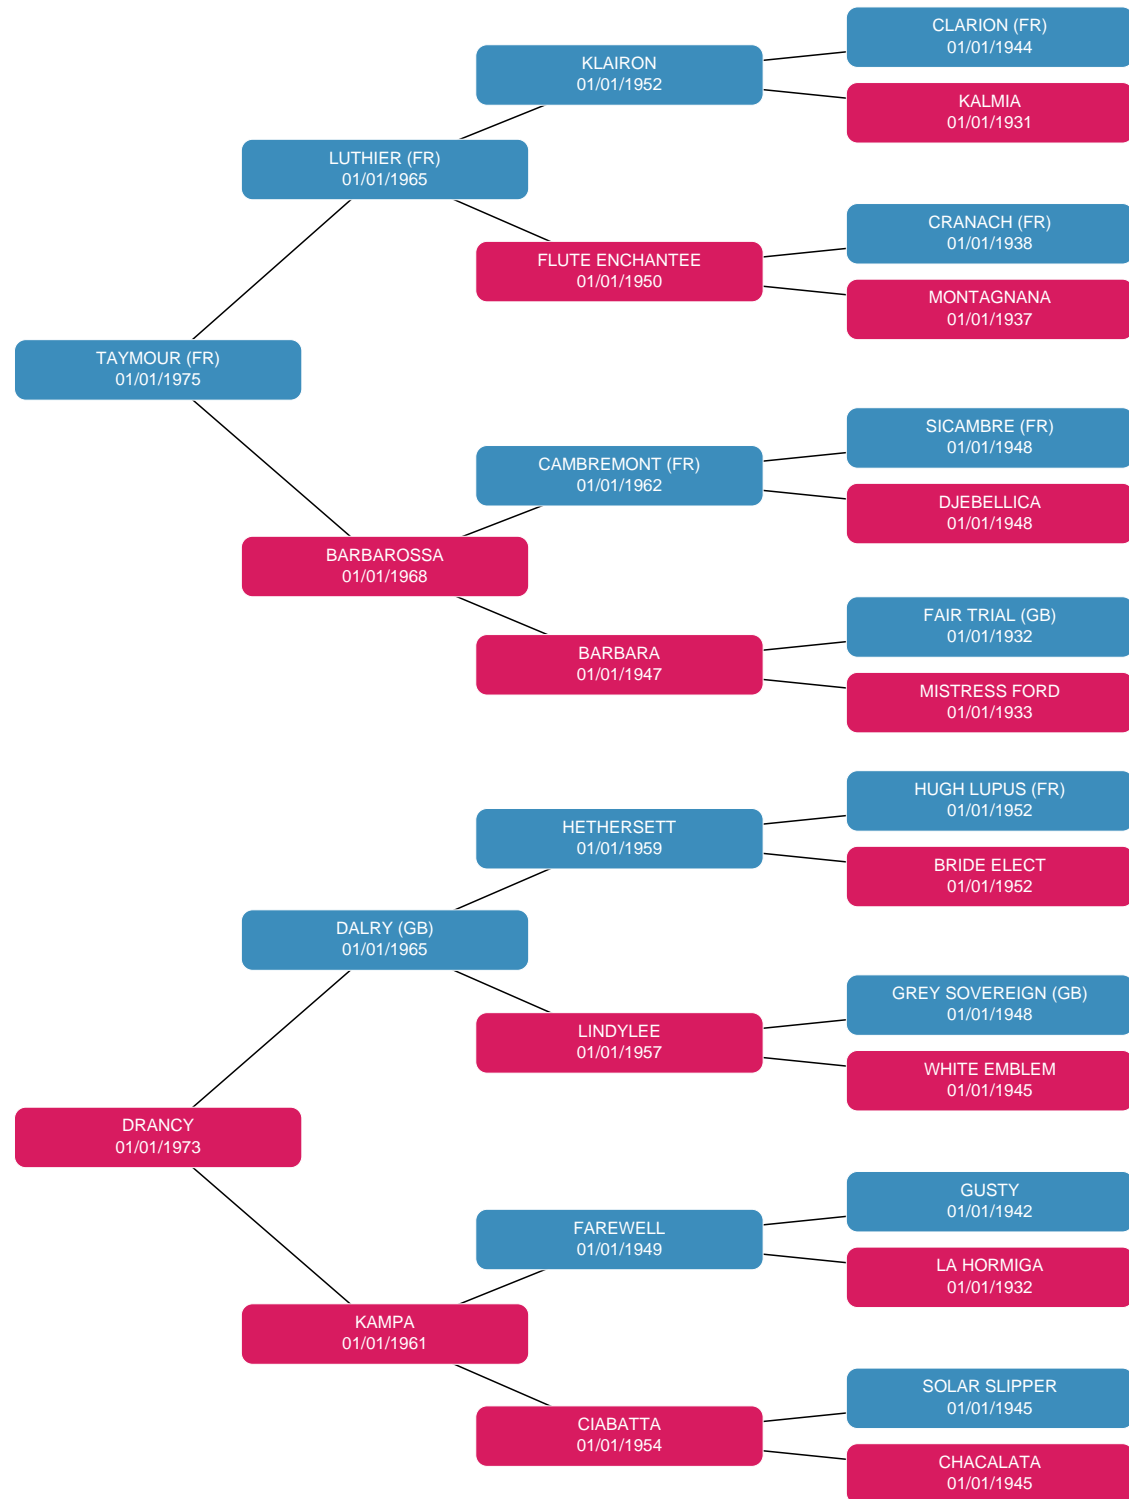 CLARION (FR)
01/01/1944
KLAIRON
01/01/1952
KALMIA
01/01/1931
LUTHIER (FR)
01/01/1965
CRANACH (FR)
01/01/1938
FLUTE ENCHANTEE
01/01/1950
MONTAGNANA
01/01/1937
TAYMOUR (FR)
01/01/1975
SICAMBRE (FR)
01/01/1948
CAMBREMONT (FR)
01/01/1962
DJEBELLICA
01/01/1948
BARBAROSSA
01/01/1968
FAIR TRIAL (GB)
01/01/1932
BARBARA
01/01/1947
MISTRESS FORD
01/01/1933
HUGH LUPUS (FR)
01/01/1952
HETHERSETT
01/01/1959
BRIDE ELECT
01/01/1952
DALRY (GB)
01/01/1965
GREY SOVEREIGN (GB)
01/01/1948
LINDYLEE
01/01/1957
WHITE EMBLEM
01/01/1945
DRANCY
01/01/1973
GUSTY
01/01/1942
FAREWELL
01/01/1949
LA HORMIGA
01/01/1932
KAMPA
01/01/1961
SOLAR SLIPPER
01/01/1945
CIABATTA
01/01/1954
CHACALATA
01/01/1945